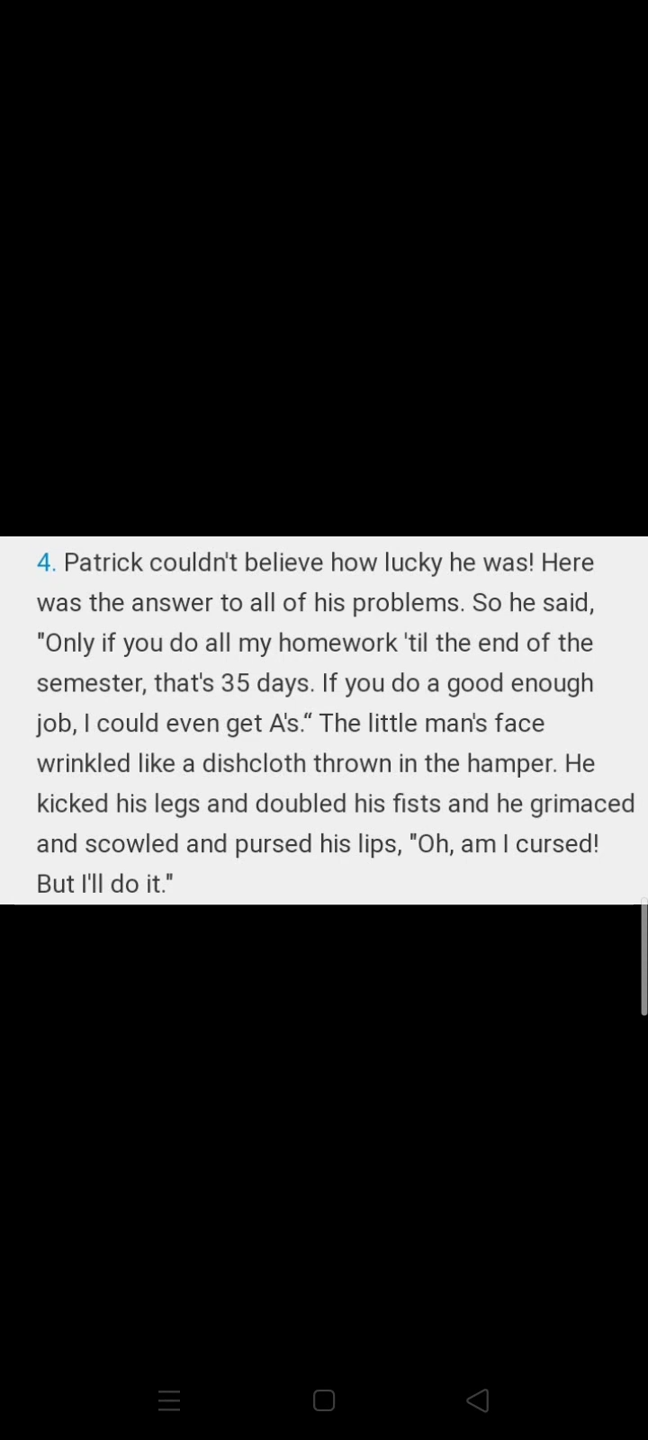 4. Patrick couldn't believe how lucky he was! Here
was the answer to all of his problems. So he said,
"Only if you do all my homework 'til the end of the
semester, that's 35 days. If you do a good enough
job, I could even get A's.“ The little man's face
wrinkled like a dishcloth thrown in the hamper. He
kicked his legs and doubled his fists and he grimaced
and scowled and pursed his lips, "Oh, am I cursed!
But I'll do it."